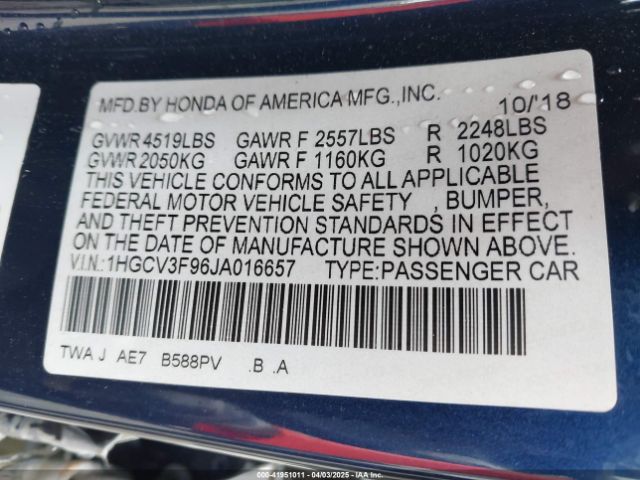 MFD.BY HONDA OF AMERICA MFG.,INC. 10/'18
GVWR 4519LBS GAWR F 2557LBS R 2248LBS
GVWR 2050KG GAWR F 1160KG R 1020KG
THIS VEHICLE CONFORMS TO ALL APPLICABLE
FEDERAL MOTOR VEHICLE SAFETY , BUMPER,
AND THEFT PREVENTION STANDARDS IN EFFECT
ON THE DATE OF MANUFACTURE SHOWN ABOVE.
V.I.N.:1HGCV3F96JA016657 TYPE:PASSENGER CAR
TWA J AE7 B588PV .B .A
000-41951011 - 04/03/2025 - IAA Inc.